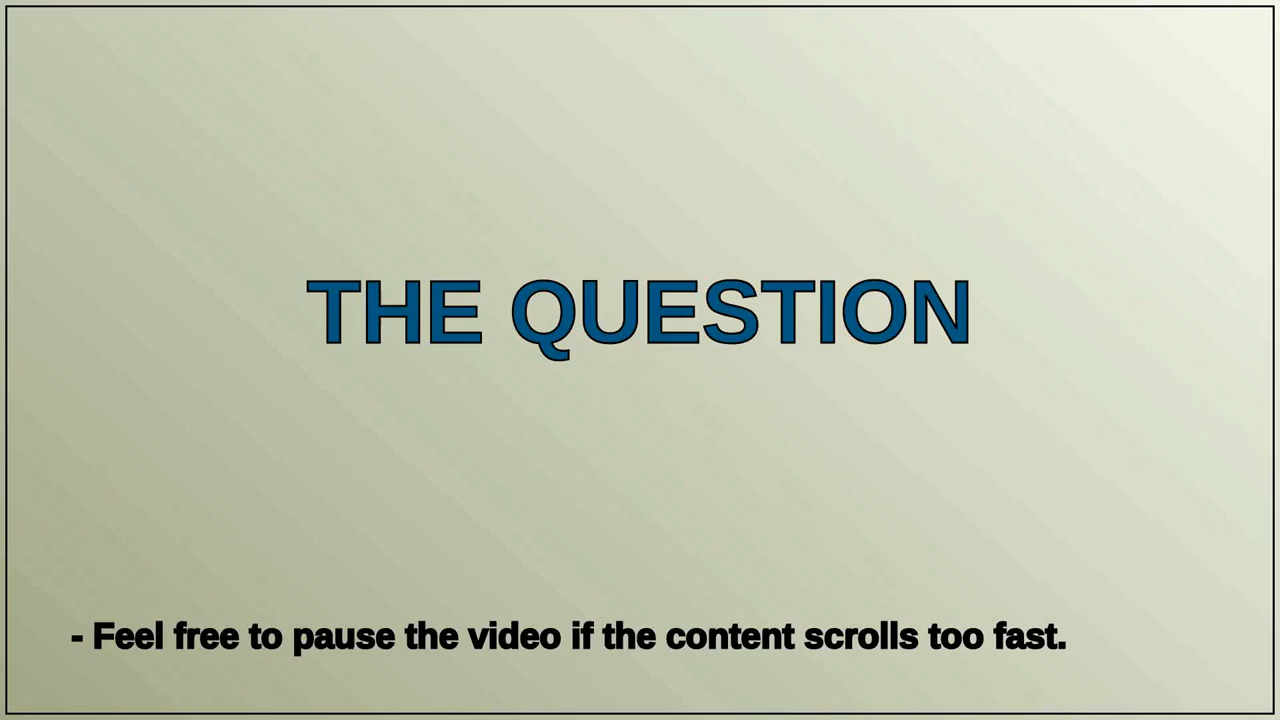 THE QUESTION
- Feel free to pause the video if the content scrolls too fast.